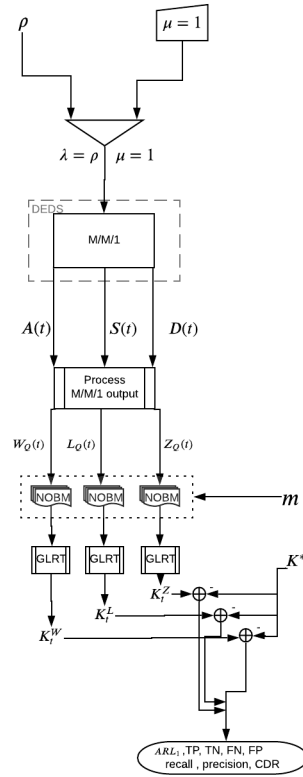 ρ
μ = 1
λ = ρ μ = 1
DEDS
M/M/1
A(t) S(t) D(t)
Process
M/M/1 output
W_Q(t) L_Q(t) Z_Q(t)
NOBM NOBM NOBM
m
GLRT GLRT GLRT
K*
K_t^Z -
K_t^L -
K_t^W -
ARL₁ ,TP, TN, FN, FP
recall , precision, CDR